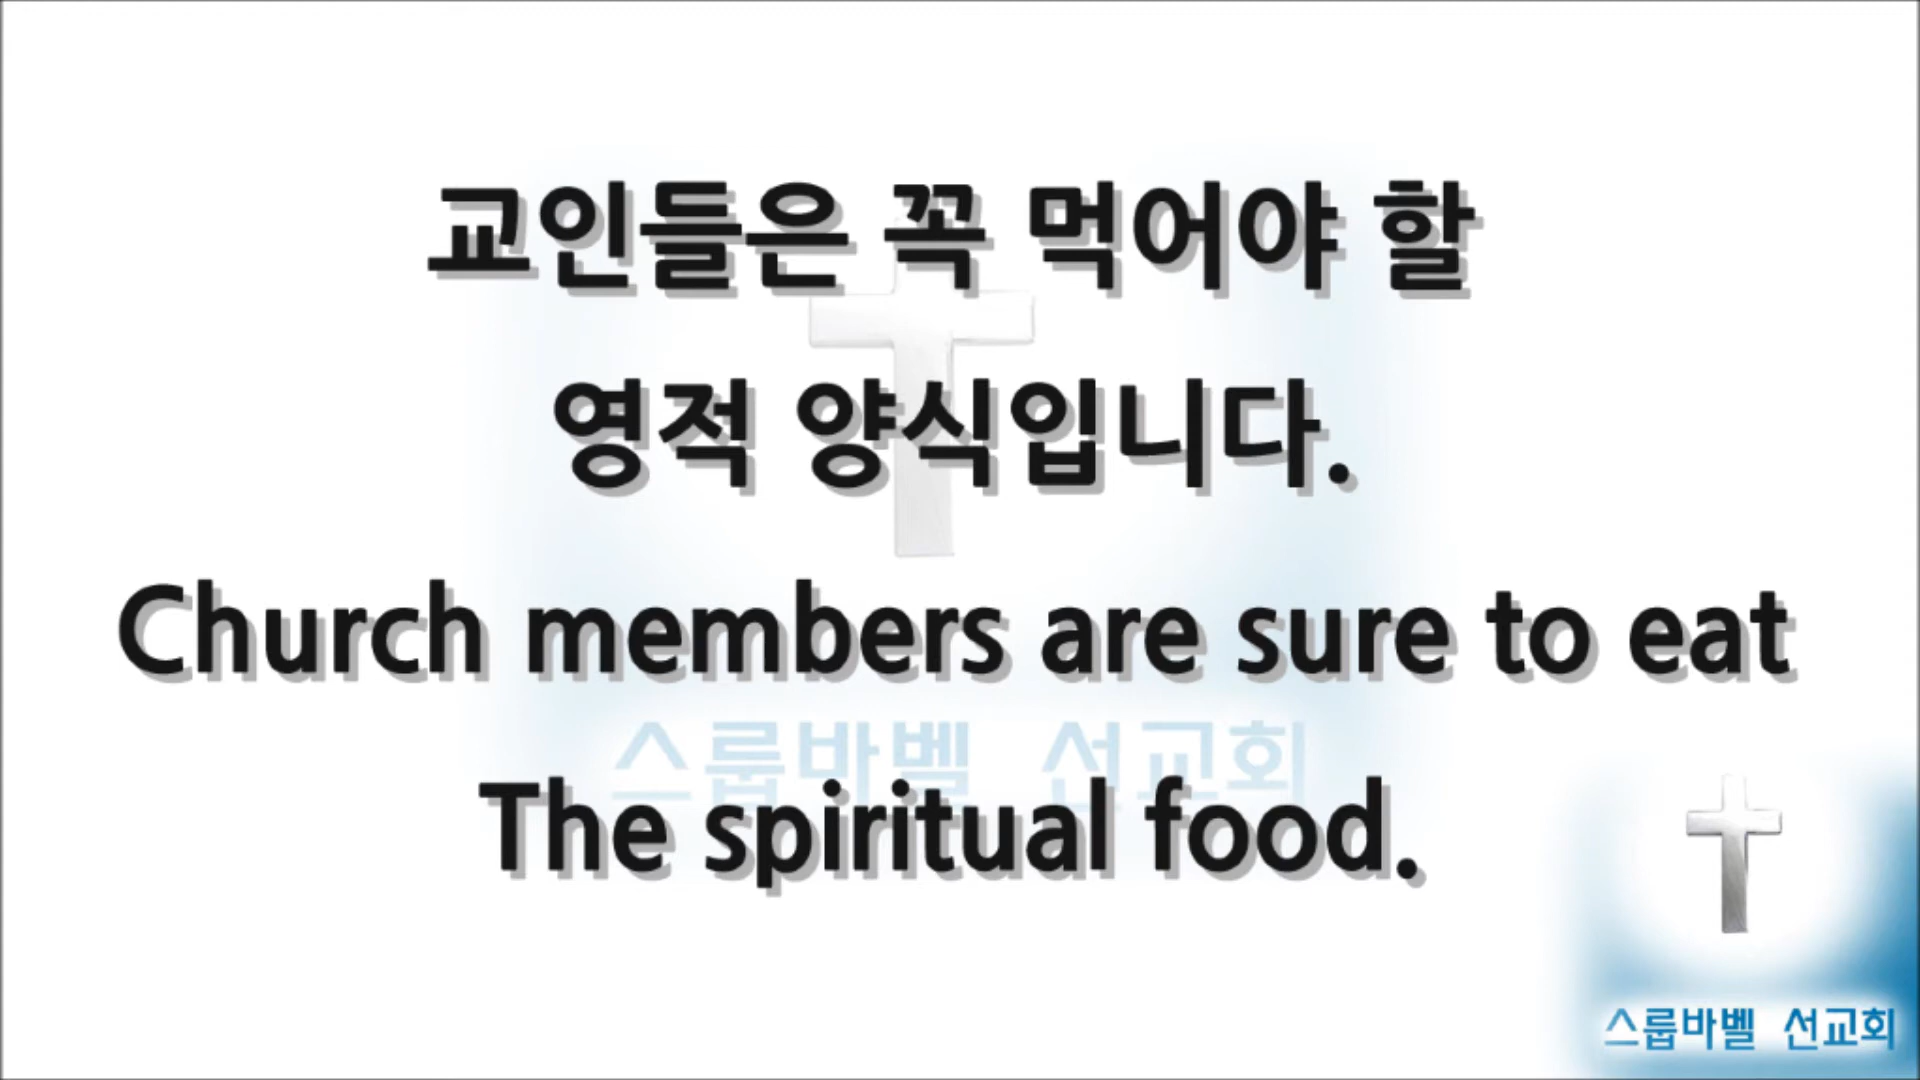 교인들은 꼭 먹어야 할
영적 양식입니다.
Church members are sure to eat
스룹바벨 선교회
The spiritual food.
스룹바벨 선교회